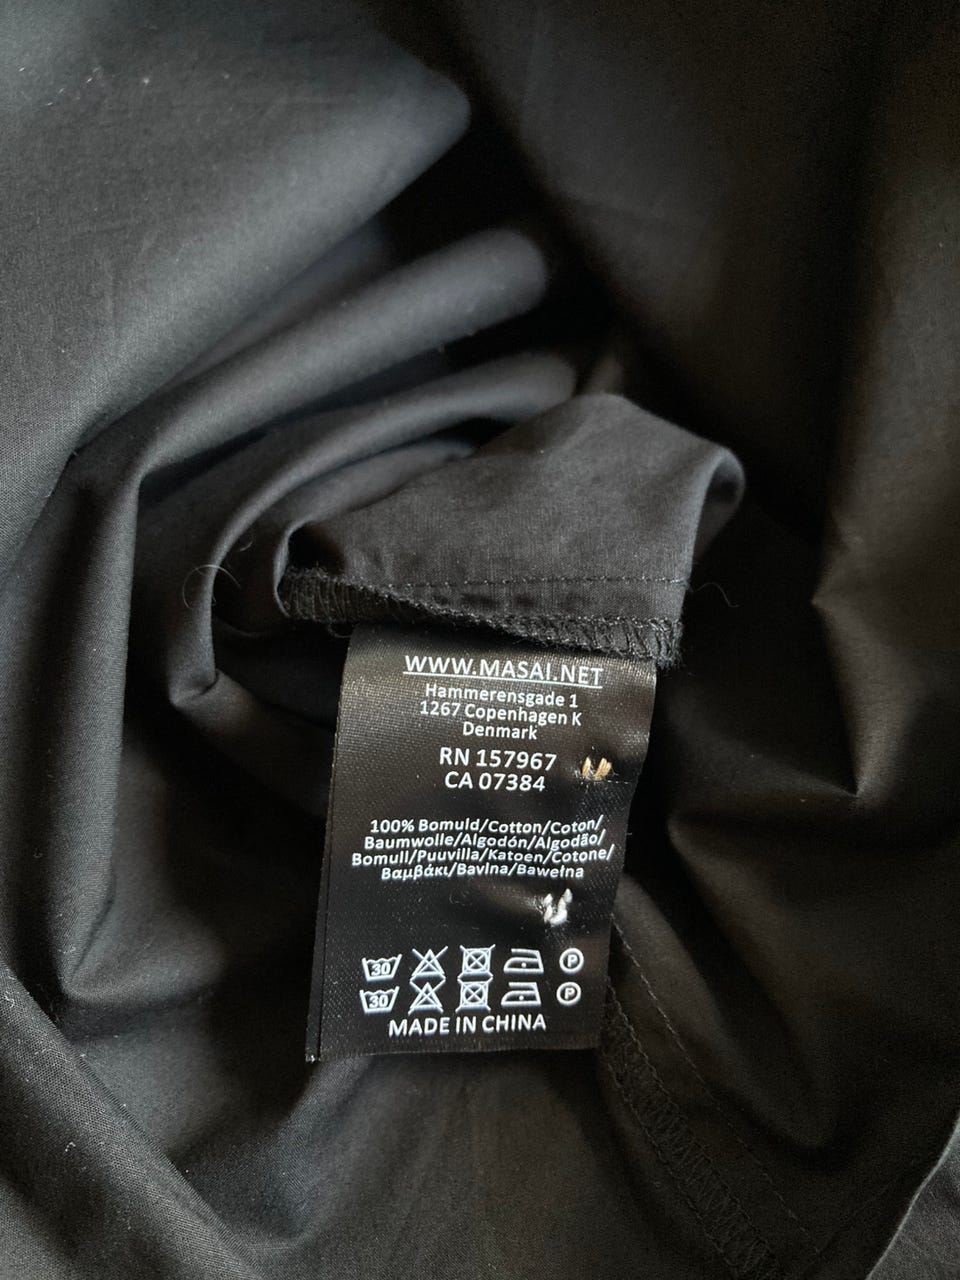 WWW.MASAI.NET
Hammerensgade 1
1267 Copenhagen K
Denmark
RN 157967
CA 07384
100% Bomuld/Cotton/Coton/
Baumwolle/Algodón/Algodão/
Bomull/Puuvilla/Katoen/Cotone/
Βαμβάκι/Bavlna/Bawełna
30 P
30 P
MADE IN CHINA